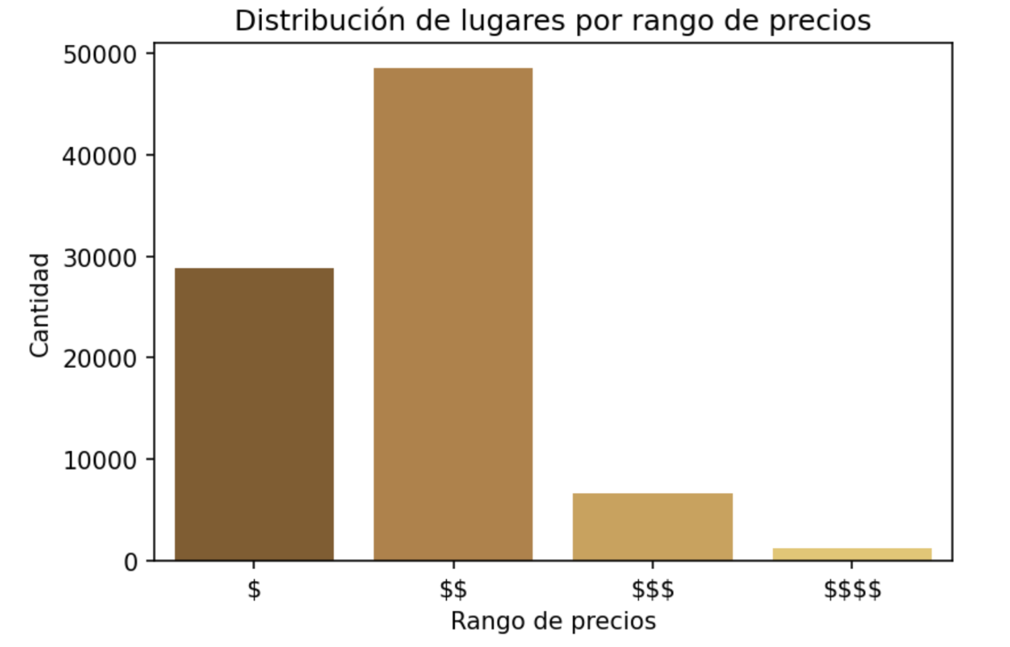 Distribución de lugares por rango de precios
50000
40000
30000
20000
10000
0
Cantidad
$ $$ $$$ $$$$
Rango de precios